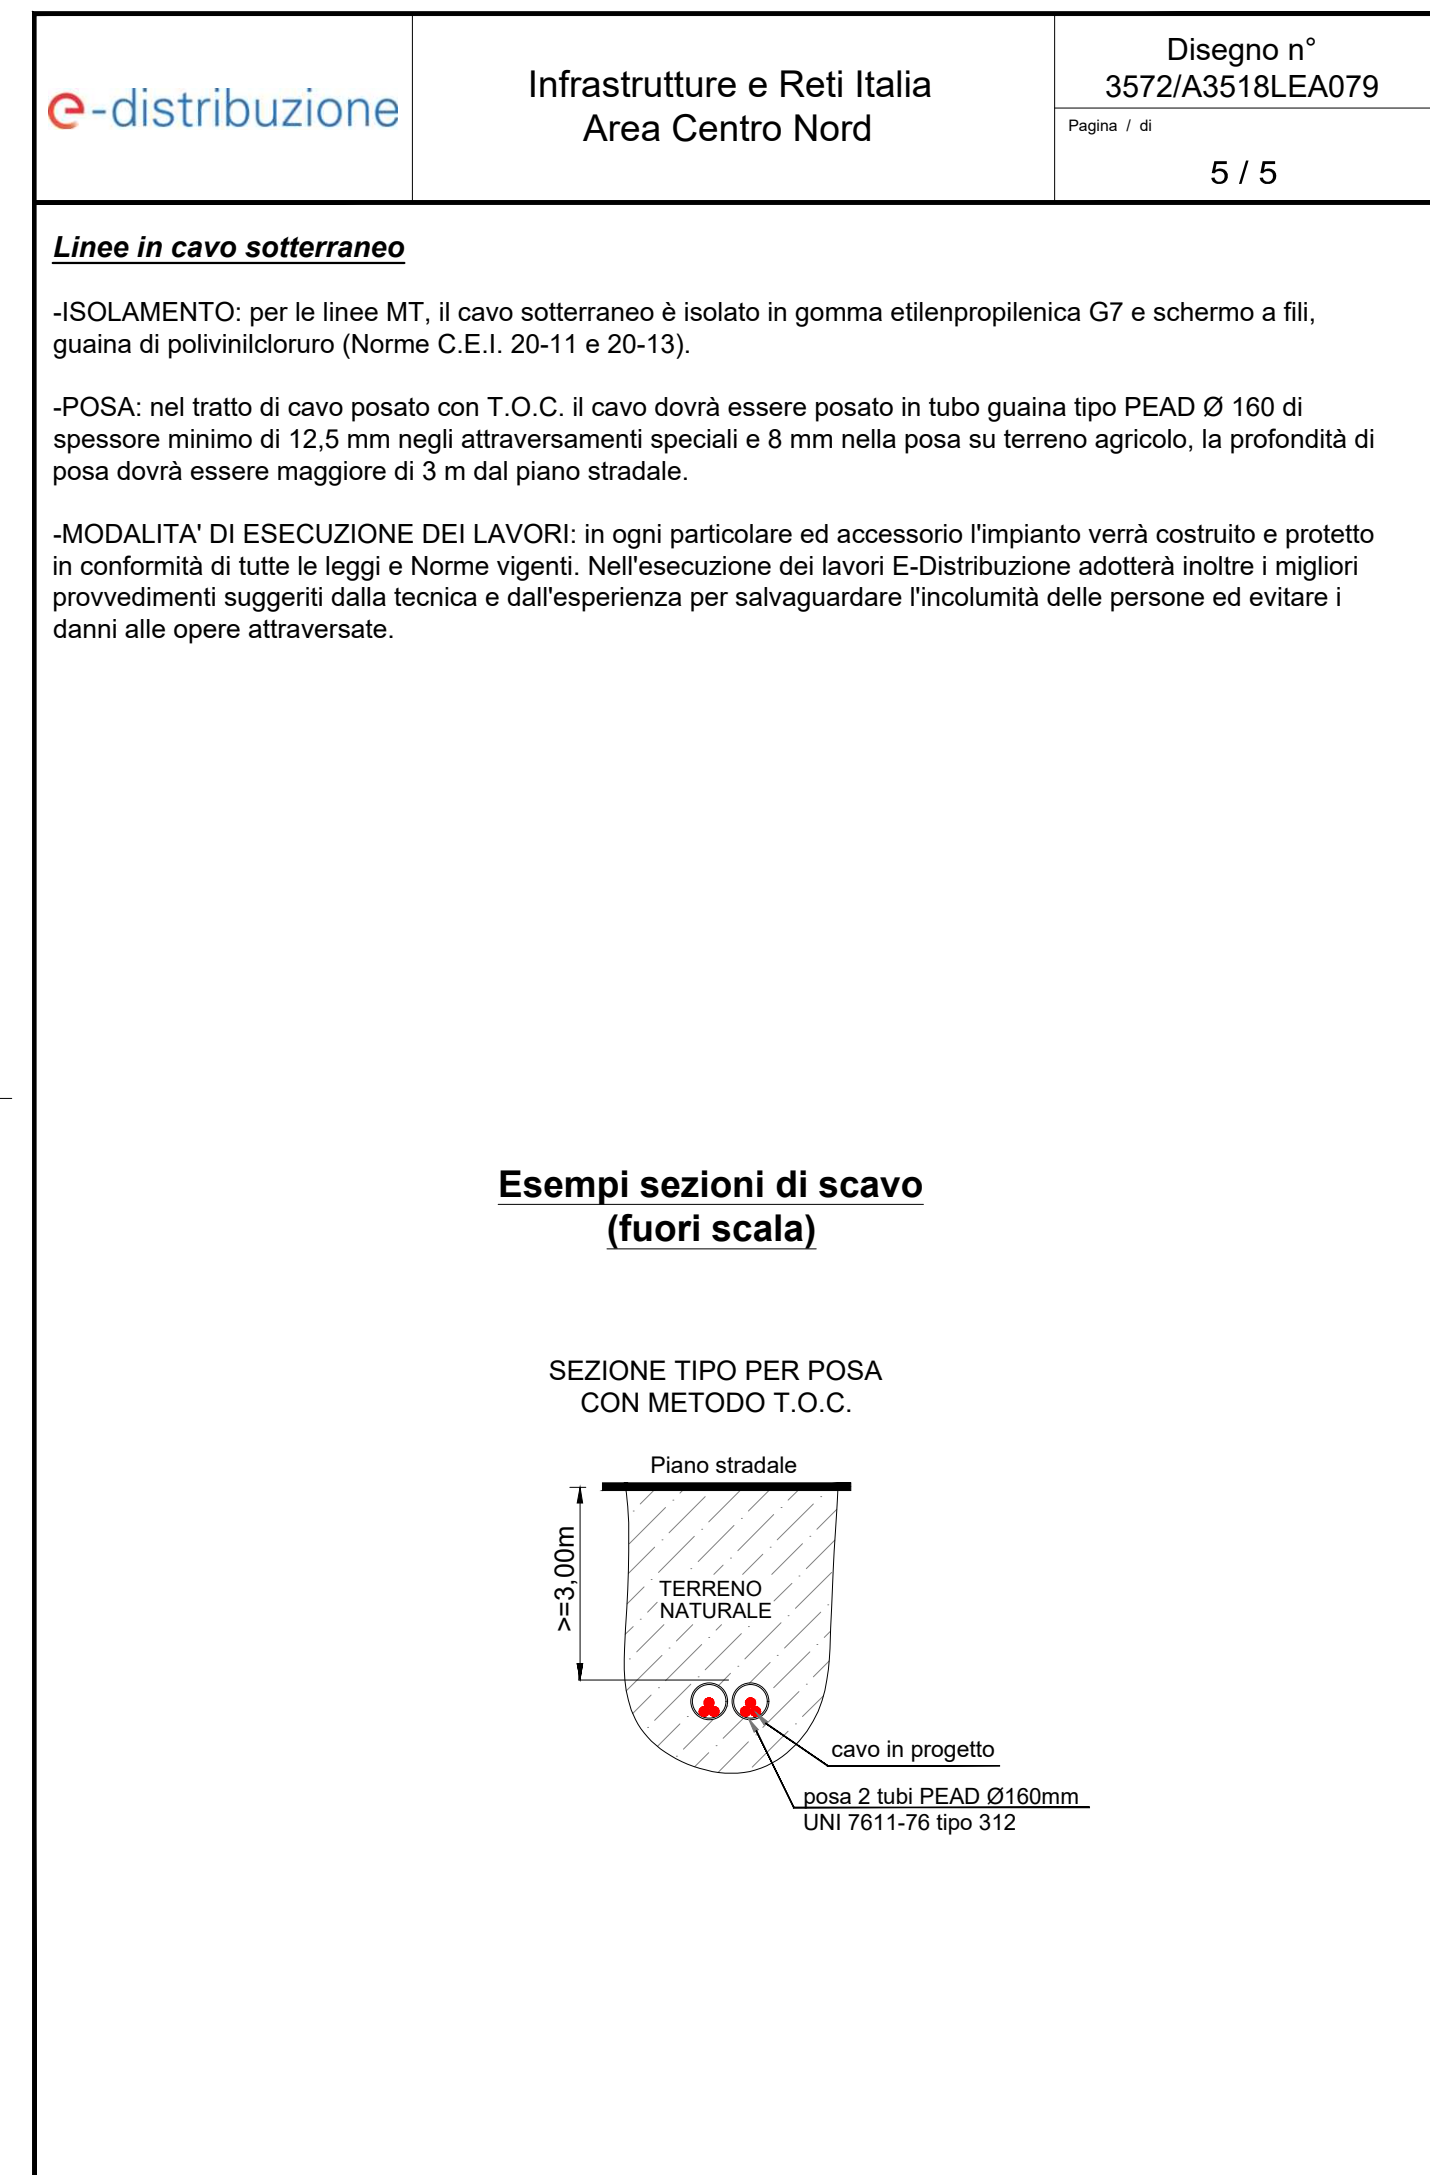 e-distribuzione
Infrastrutture e Reti Italia
Area Centro Nord
Disegno n°
3572/A3518LEA079
Pagina / di
5 / 5
Linee in cavo sotterraneo
-ISOLAMENTO: per le linee MT, il cavo sotterraneo è isolato in gomma etilenpropilenica G7 e schermo a fili,
guaina di polivinilcloruro (Norme C.E.I. 20-11 e 20-13).
-POSA: nel tratto di cavo posato con T.O.C. il cavo dovrà essere posato in tubo guaina tipo PEAD Ø 160 di
spessore minimo di 12,5 mm negli attraversamenti speciali e 8 mm nella posa su terreno agricolo, la profondità di
posa dovrà essere maggiore di 3 m dal piano stradale.
-MODALITA' DI ESECUZIONE DEI LAVORI: in ogni particolare ed accessorio l'impianto verrà costruito e protetto
in conformità di tutte le leggi e Norme vigenti. Nell'esecuzione dei lavori E-Distribuzione adotterà inoltre i migliori
provvedimenti suggeriti dalla tecnica e dall'esperienza per salvaguardare l'incolumità delle persone ed evitare i
danni alle opere attraversate.
Esempi sezioni di scavo
(fuori scala)
SEZIONE TIPO PER POSA
CON METODO T.O.C.
Piano stradale
>=3,00m
TERRENO
NATURALE
cavo in progetto
posa 2 tubi PEAD Ø160mm
UNI 7611-76 tipo 312